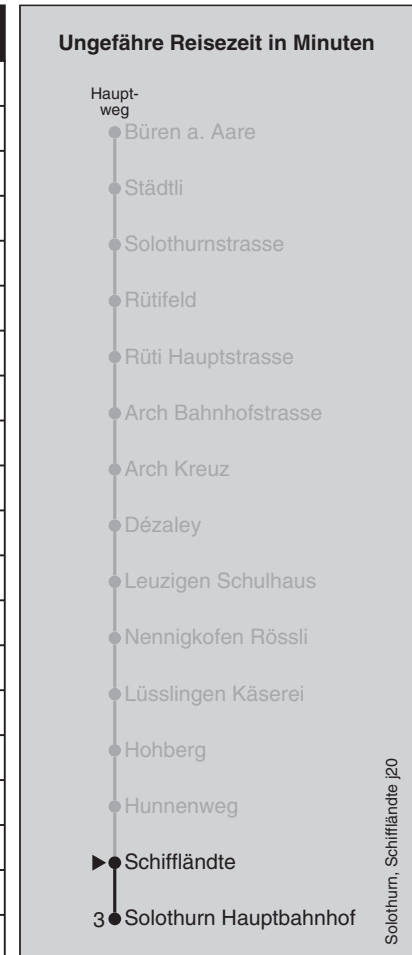 Ungefähre Reisezeit in Minuten
Haupt-
weg
Büren a. Aare
Städtli
Solothurnstrasse
Rütifeld
Rüti Hauptstrasse
Arch Bahnhofstrasse
Arch Kreuz
Dézaley
Leuzigen Schulhaus
Nennigkofen Rössli
Lüsslingen Käserei
Hohberg
Hunnenweg
Schiffländte
3 Solothurn Hauptbahnhof
Solothurn, Schiffländte j20